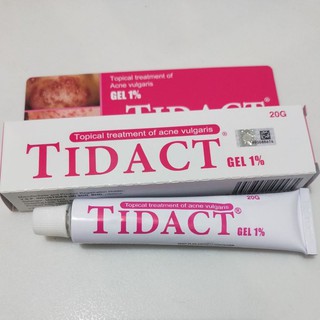 Topical treatment of
Acne vulgaris
GEL 1%
TIDACT
20G
Topical treatment of acne vulgaris
TIDACT® GEL 1%
20G
Topical treatment of acne vulgaris
TIDACT® GEL 1%